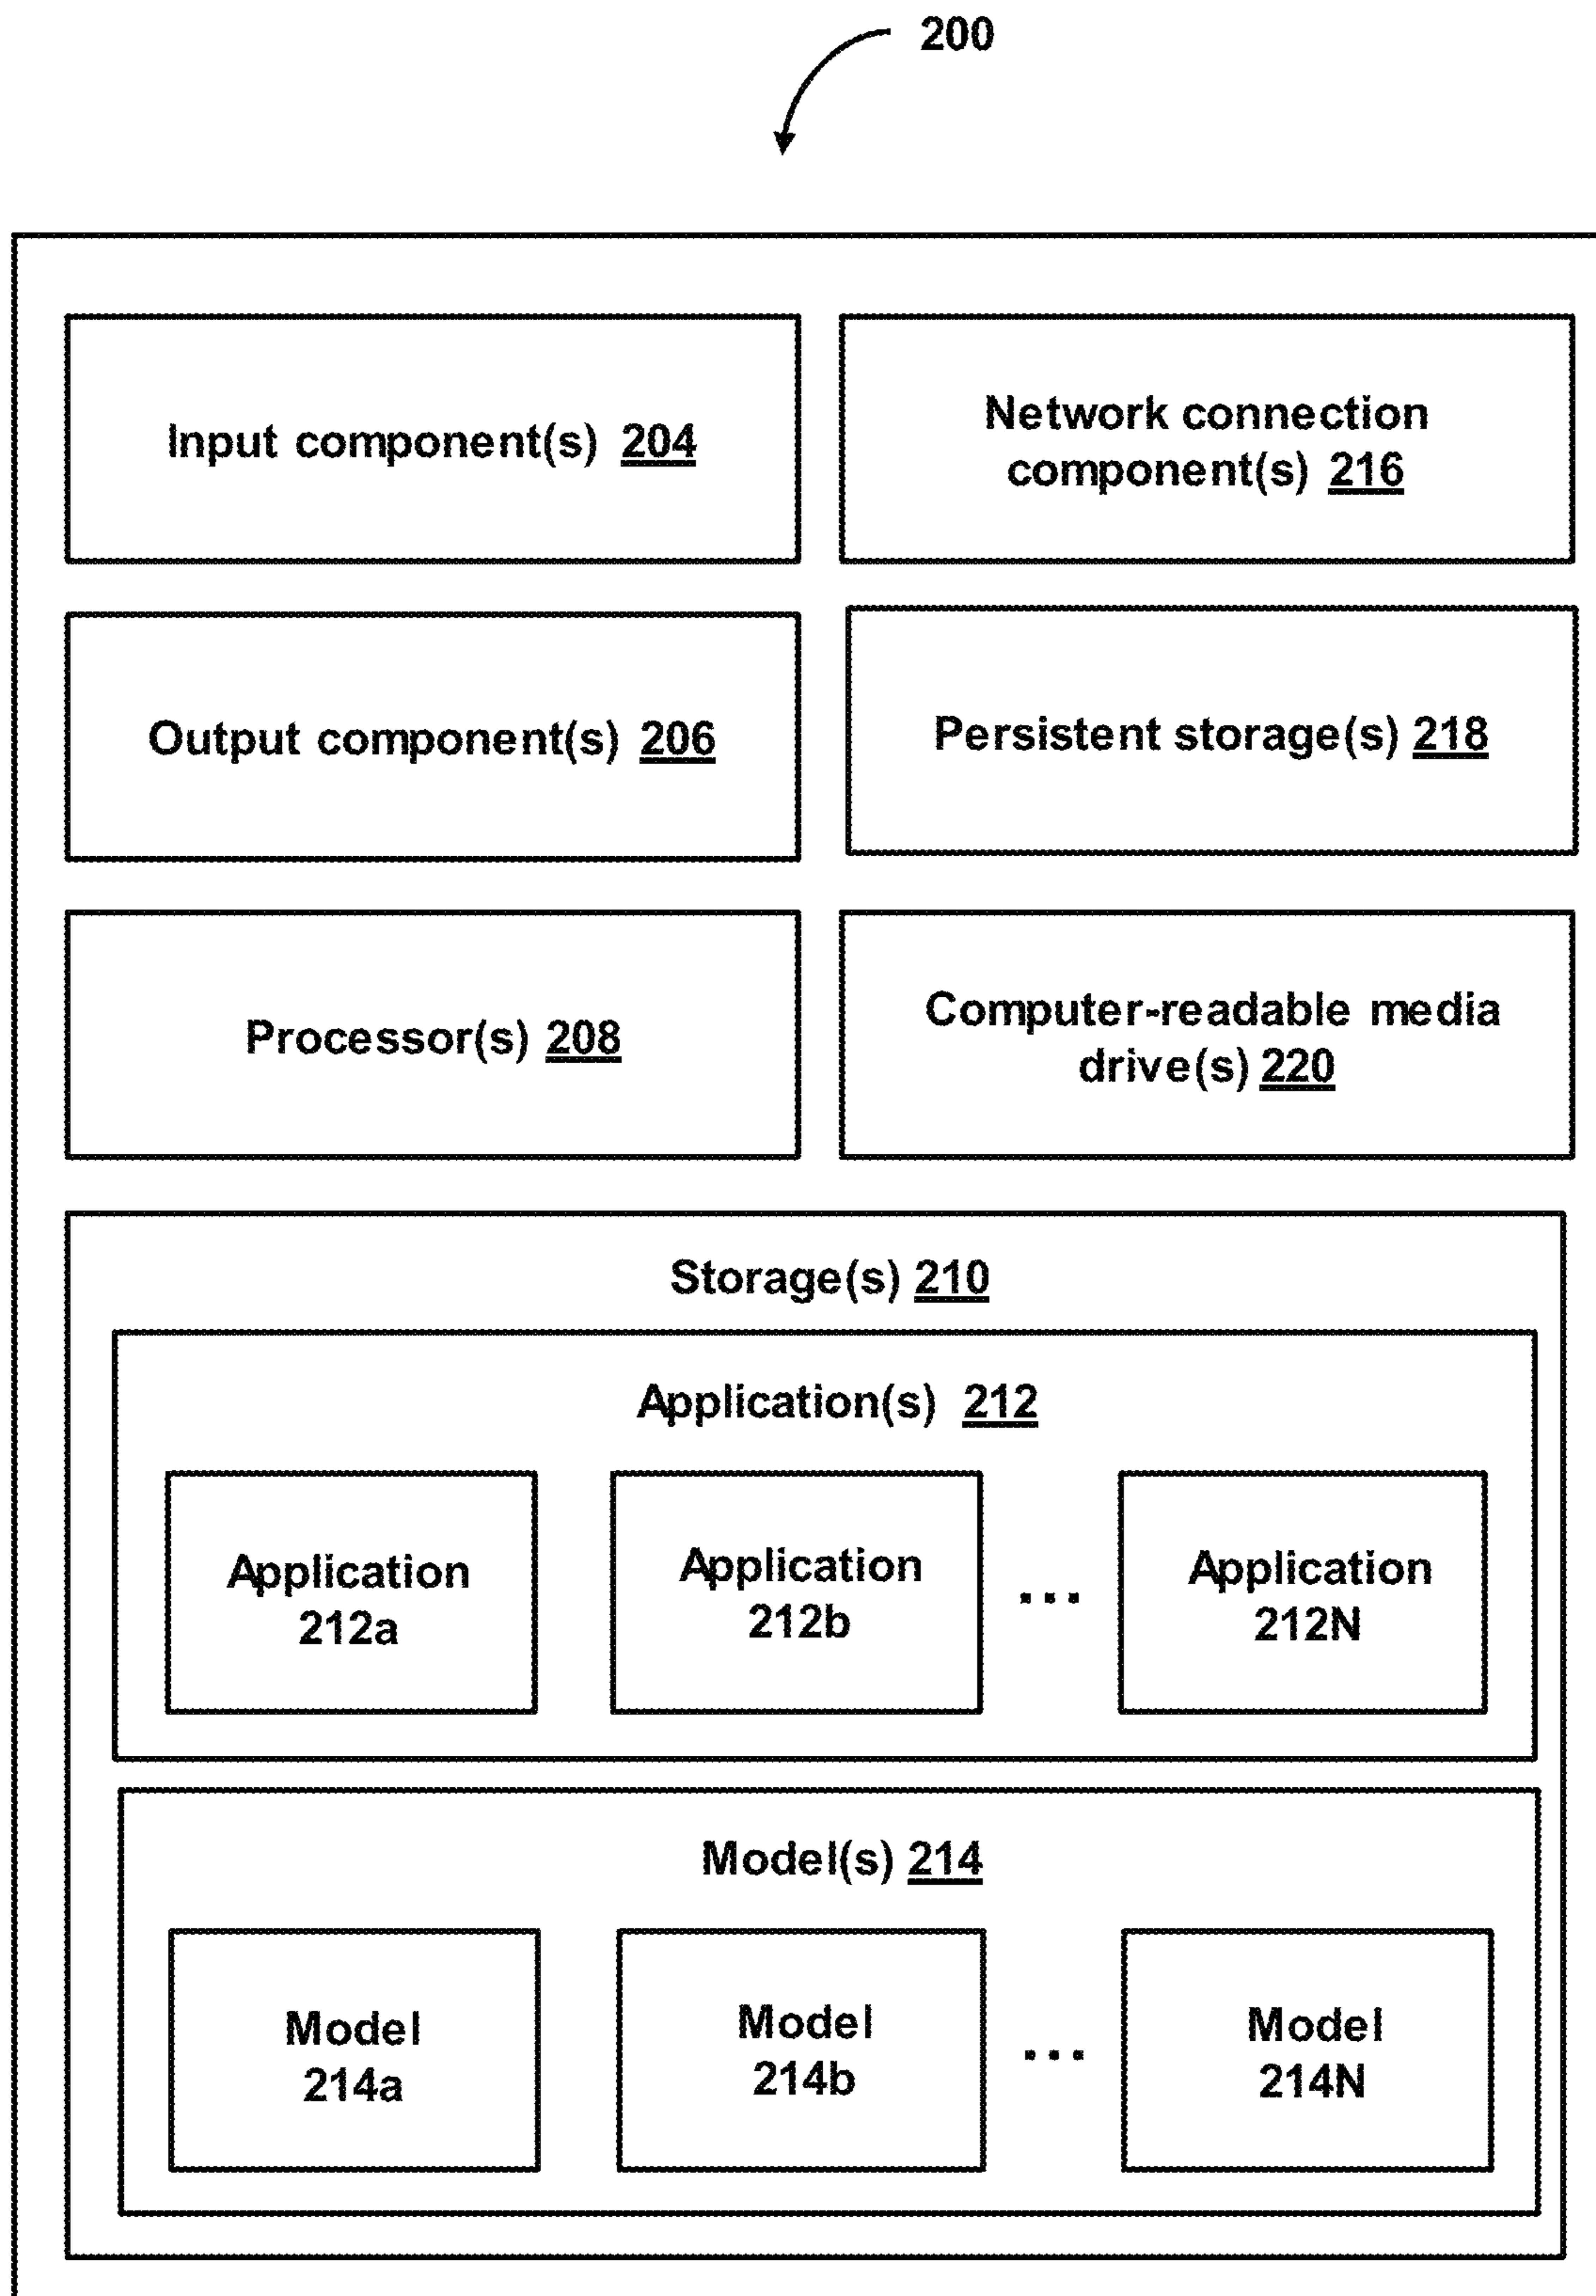 200
Input component(s) 204
Network connection
component(s) 216
Output component(s) 206
Persistent storage(s) 218
Processor(s) 208
Computer-readable media
drive(s) 220
Storage(s) 210
Application(s) 212
Application
212a
Application
212b
...
Application
212N
Model(s) 214
Model
214a
Model
214b
...
Model
214N